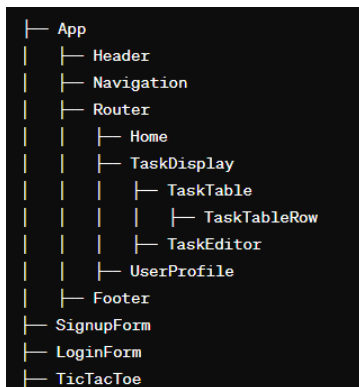 ├── App
│   ├── Header
│   ├── Navigation
│   ├── Router
│   │   ├── Home
│   │   ├── TaskDisplay
│   │   │   ├── TaskTable
│   │   │   │   ├── TaskTableRow
│   │   │   ├── TaskEditor
│   │   ├── UserProfile
│   ├── Footer
├── SignupForm
├── LoginForm
├── TicTacToe